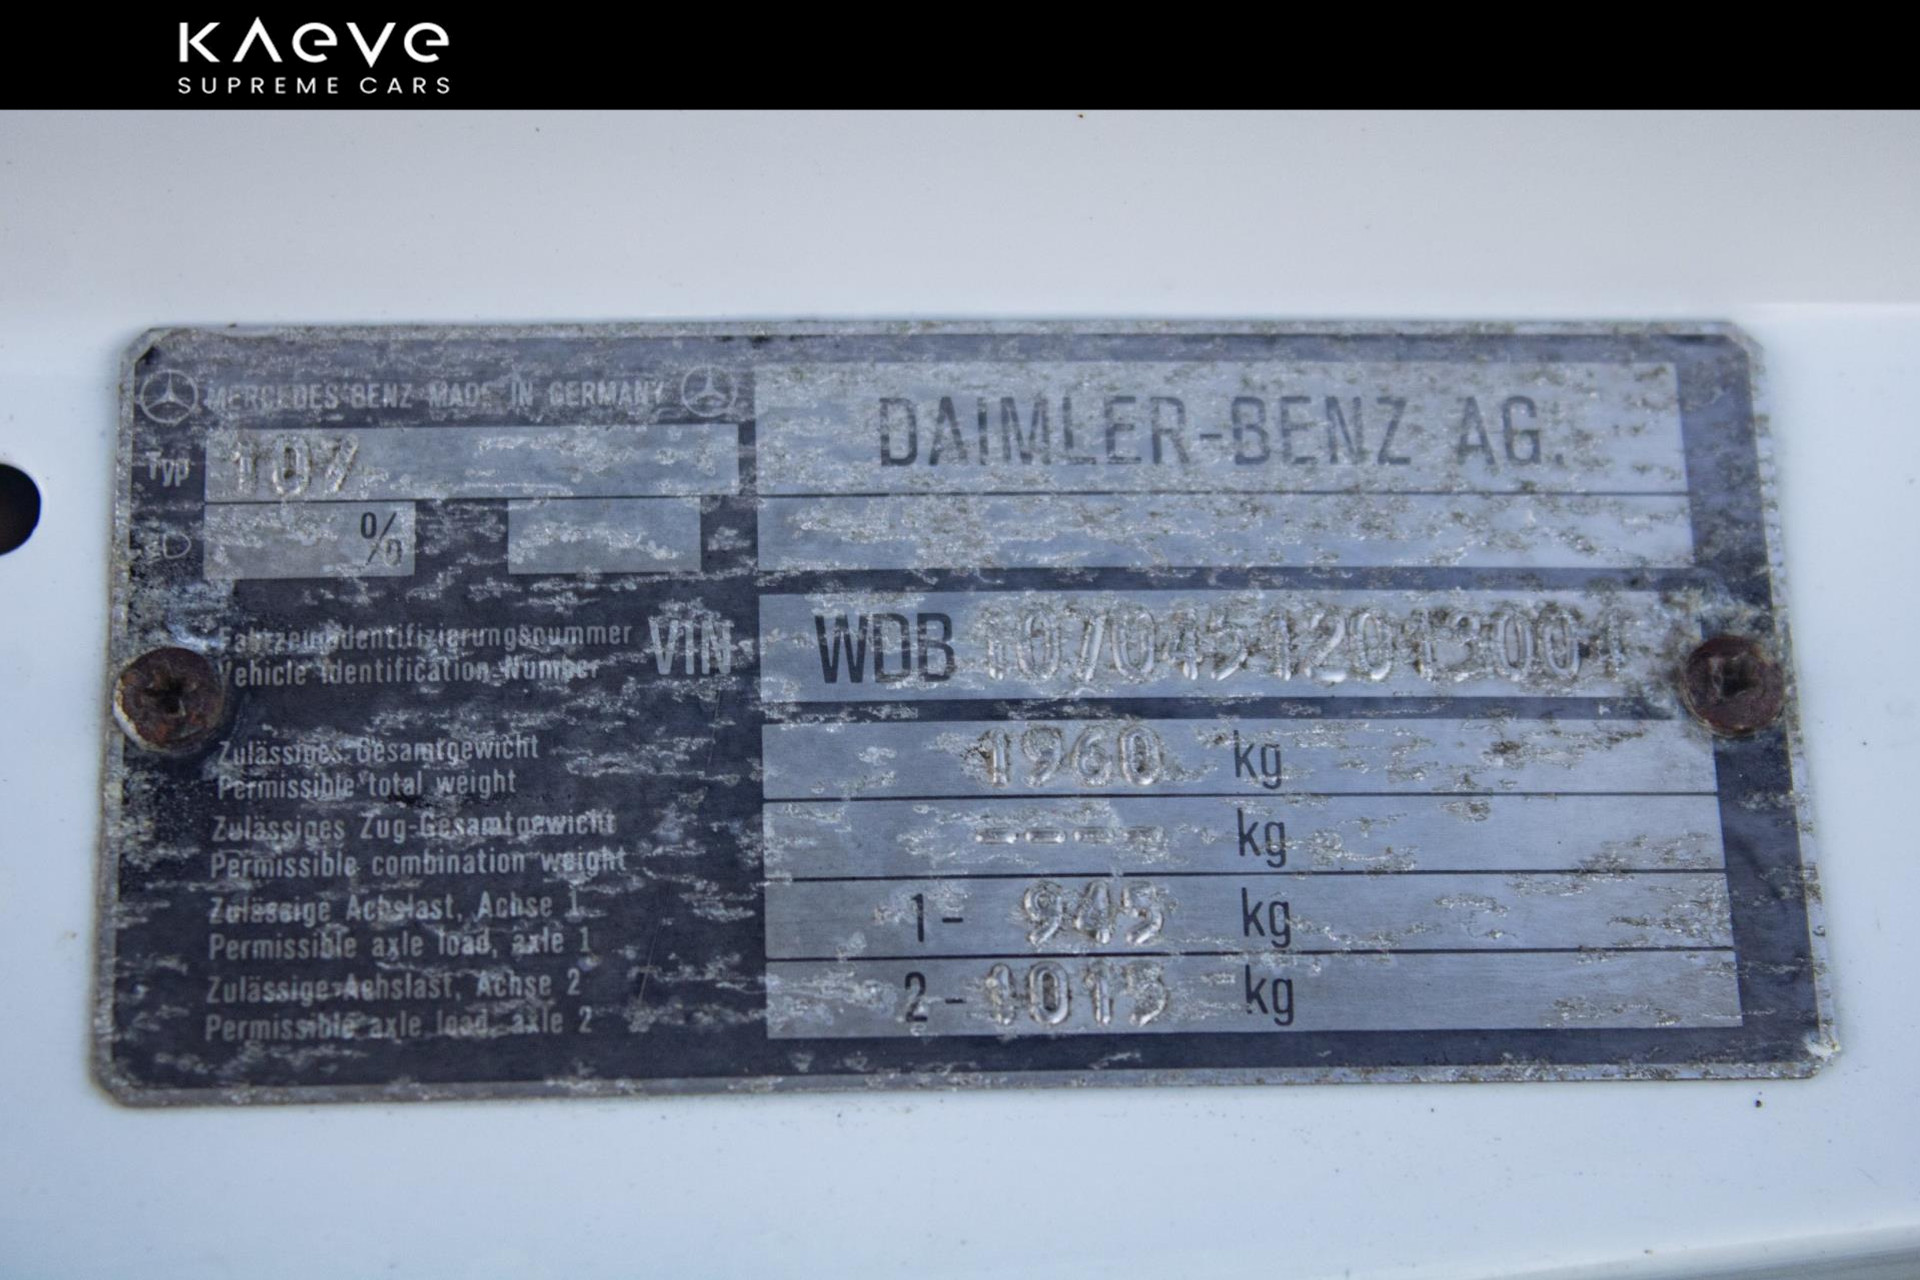 KAEVE
SUPREME CARS
MERCEDES-BENZ MADE IN GERMANY
DAIMLER-BENZ AG.
Typ 107
%
Fahrzeugidentifizierungsnummer
Vehicle Identification Number
VIN WDB 10704512013001
Zulässiges Gesamtgewicht
Permissible total weight
1960 kg
Zulässiges Zug-Gesamtgewicht
Permissible combination weight
---- kg
Zulässige Achslast, Achse 1
Permissible axle load, axle 1
1- 945 kg
Zulässige Achslast, Achse 2
Permissible axle load, axle 2
2- 1015 kg